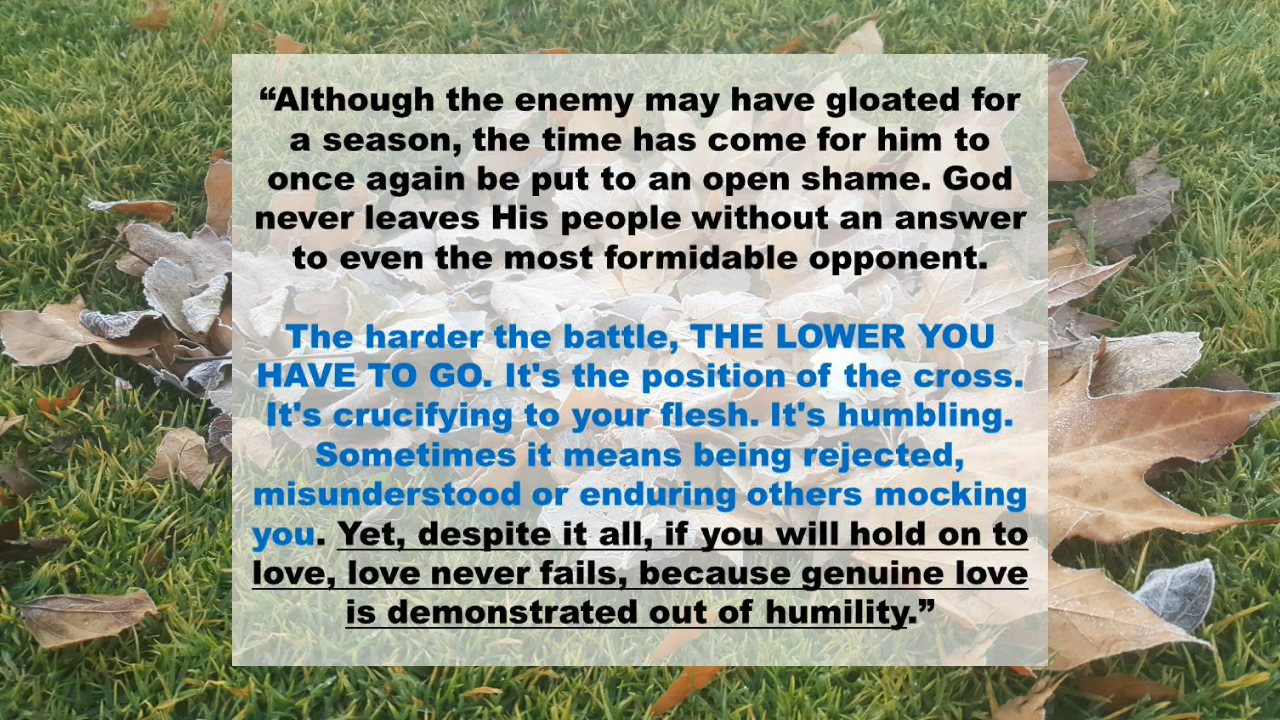 “Although the enemy may have gloated for
a season, the time has come for him to
once again be put to an open shame. God
never leaves His people without an answer
to even the most formidable opponent.
The harder the battle, THE LOWER YOU
HAVE TO GO. It's the position of the cross.
It's crucifying to your flesh. It's humbling.
Sometimes it means being rejected,
misunderstood or enduring others mocking
you. Yet, despite it all, if you will hold on to
love, love never fails, because genuine love
is demonstrated out of humility.”